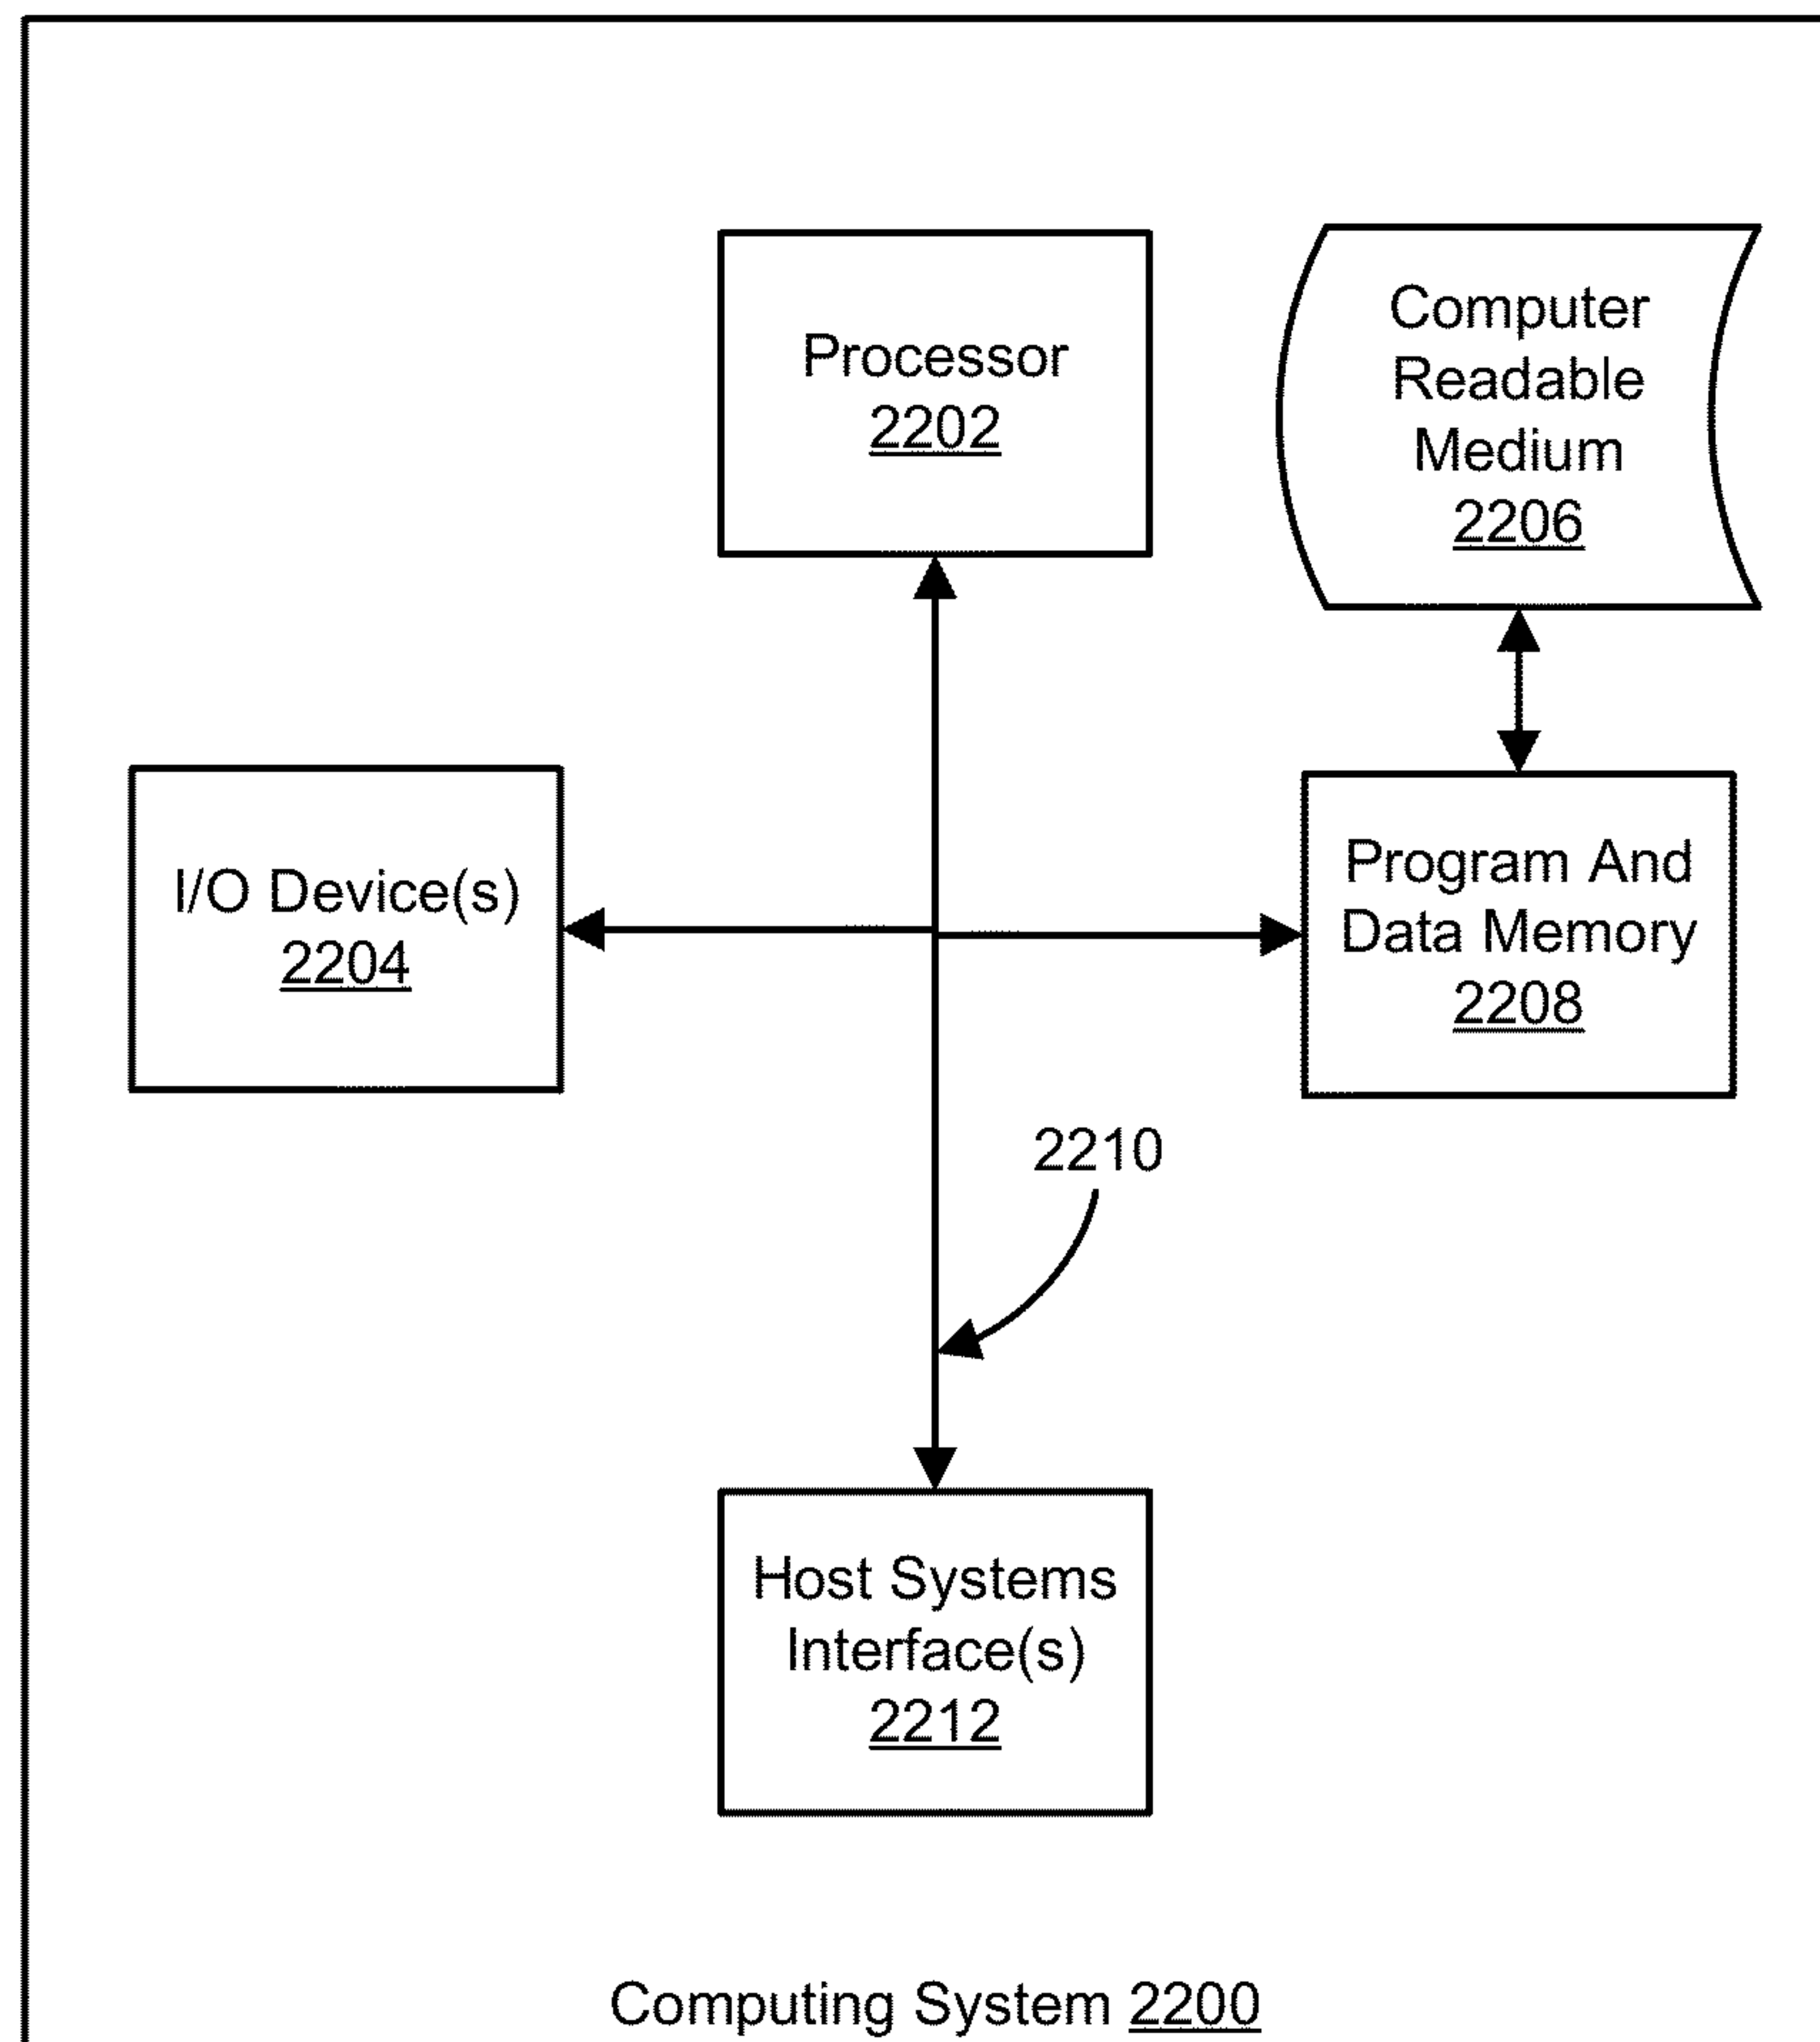 Processor
2202
Computer
Readable
Medium
2206
I/O Device(s)
2204
Program And
Data Memory
2208
2210
Host Systems
Interface(s)
2212
Computing System 2200